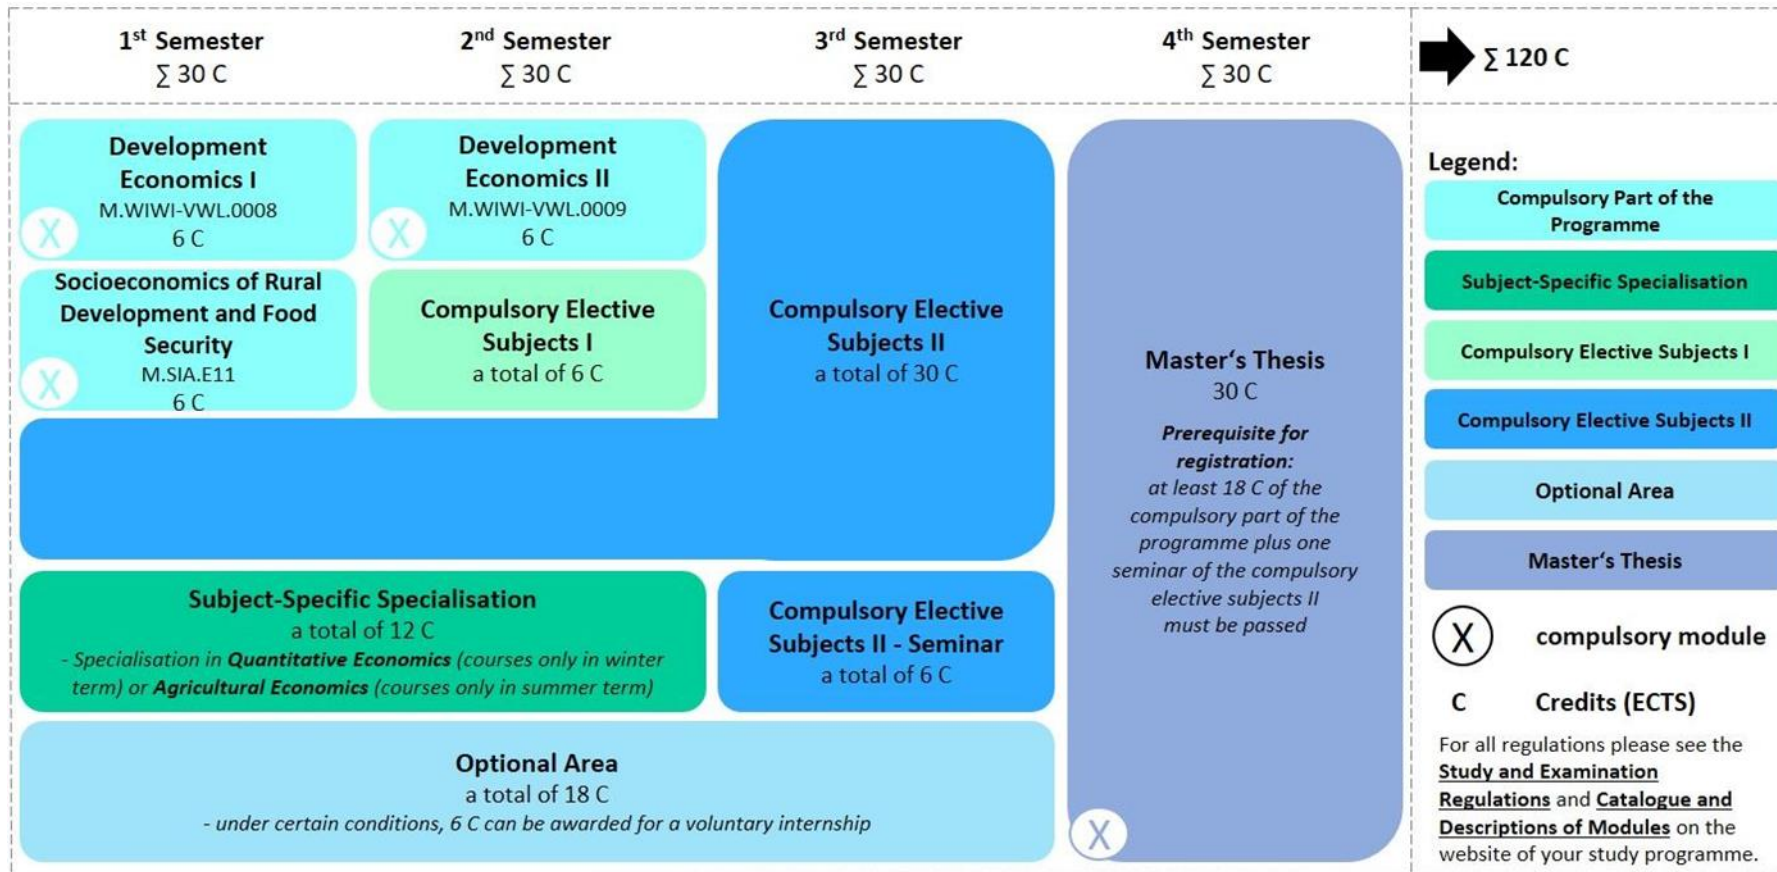 1st Semester
∑ 30 C
2nd Semester
∑ 30 C
3rd Semester
∑ 30 C
4th Semester
∑ 30 C
∑ 120 C
Development
Economics I
M.WIWI-VWL.0008
6 C
X
Development
Economics II
M.WIWI-VWL.0009
6 C
X
Socioeconomics of Rural
Development and Food
Security
M.SIA.E11
6 C
X
Compulsory Elective
Subjects I
a total of 6 C
Compulsory Elective
Subjects II
a total of 30 C
Subject-Specific Specialisation
a total of 12 C
- Specialisation in Quantitative Economics (courses only in winter
term) or Agricultural Economics (courses only in summer term)
Compulsory Elective
Subjects II - Seminar
a total of 6 C
Optional Area
a total of 18 C
- under certain conditions, 6 C can be awarded for a voluntary internship
Master‘s Thesis
30 C
Prerequisite for
registration:
at least 18 C of the
compulsory part of the
programme plus one
seminar of the compulsory
elective subjects II
must be passed
X
Legend:
Compulsory Part of the
Programme
Subject-Specific Specialisation
Compulsory Elective Subjects I
Compulsory Elective Subjects II
Optional Area
Master‘s Thesis
X compulsory module
C Credits (ECTS)
For all regulations please see the
Study and Examination
Regulations and Catalogue and
Descriptions of Modules on the
website of your study programme.